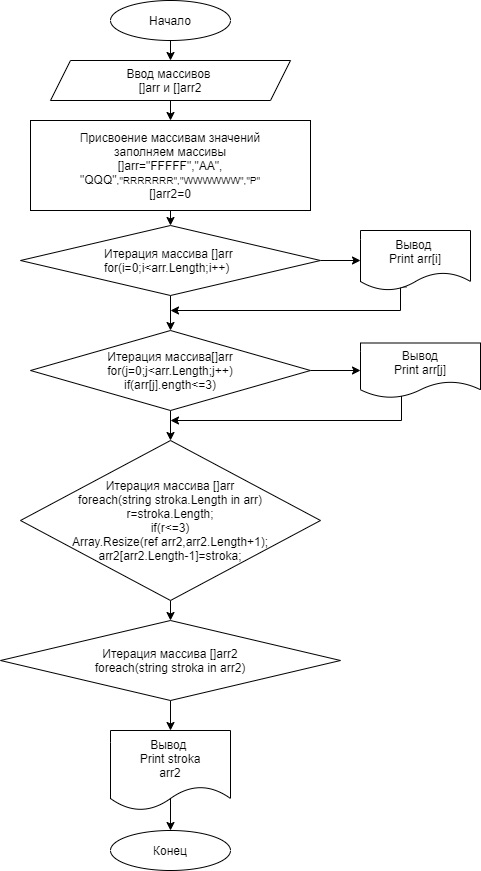 Начало
Ввод массивов
[]arr и []arr2
Присвоение массивам значений
заполняем массивы
[]arr="FFFFF","AA",
"QQQ","RRRRRRR","WWWWWW","P"
[]arr2=0
Итерация массива []arr
for(i=0;i<arr.Length;i++)
Вывод
Print arr[i]
Итерация массива[]arr
for(j=0;j<arr.Length;j++)
if(arr[j].ength<=3)
Вывод
Print arr[j]
Итерация массива []arr
foreach(string stroka.Length in arr)
r=stroka.Length;
if(r<=3)
Array.Resize(ref arr2,arr2.Length+1);
arr2[arr2.Length-1]=stroka;
Итерация массива []arr2
foreach(string stroka in arr2)
Вывод
Print stroka
arr2
Конец